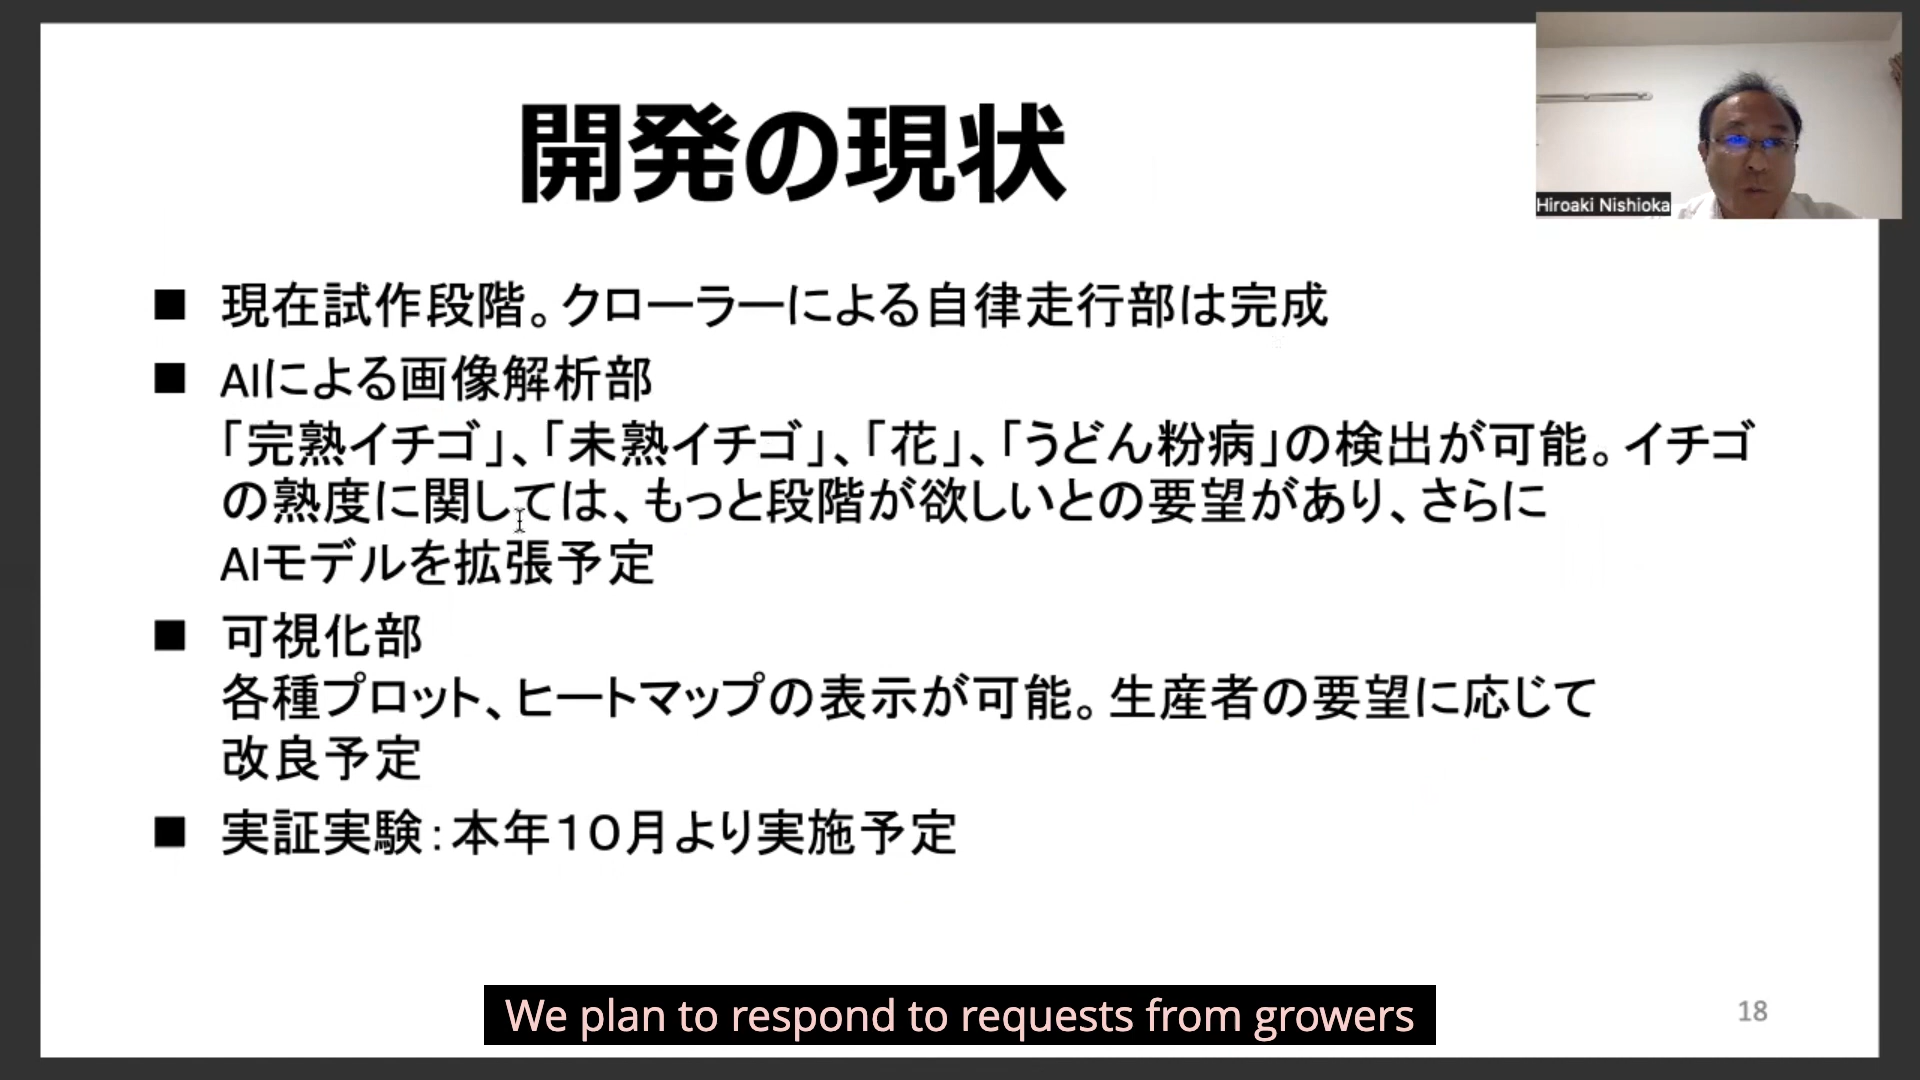 開発の現状
Hiroaki Nishioka
■ 現在試作段階。クローラーによる自律走行部は完成
■ AIによる画像解析部
「完熟イチゴ」、「未熟イチゴ」、「花」、「うどん粉病」の検出が可能。イチゴ
の熟度に関しては、もっと段階が欲しいとの要望があり、さらに
AIモデルを拡張予定
■ 可視化部
各種プロット、ヒートマップの表示が可能。生産者の要望に応じて
改良予定
■ 実証実験：本年１０月より実施予定
We plan to respond to requests from growers
18